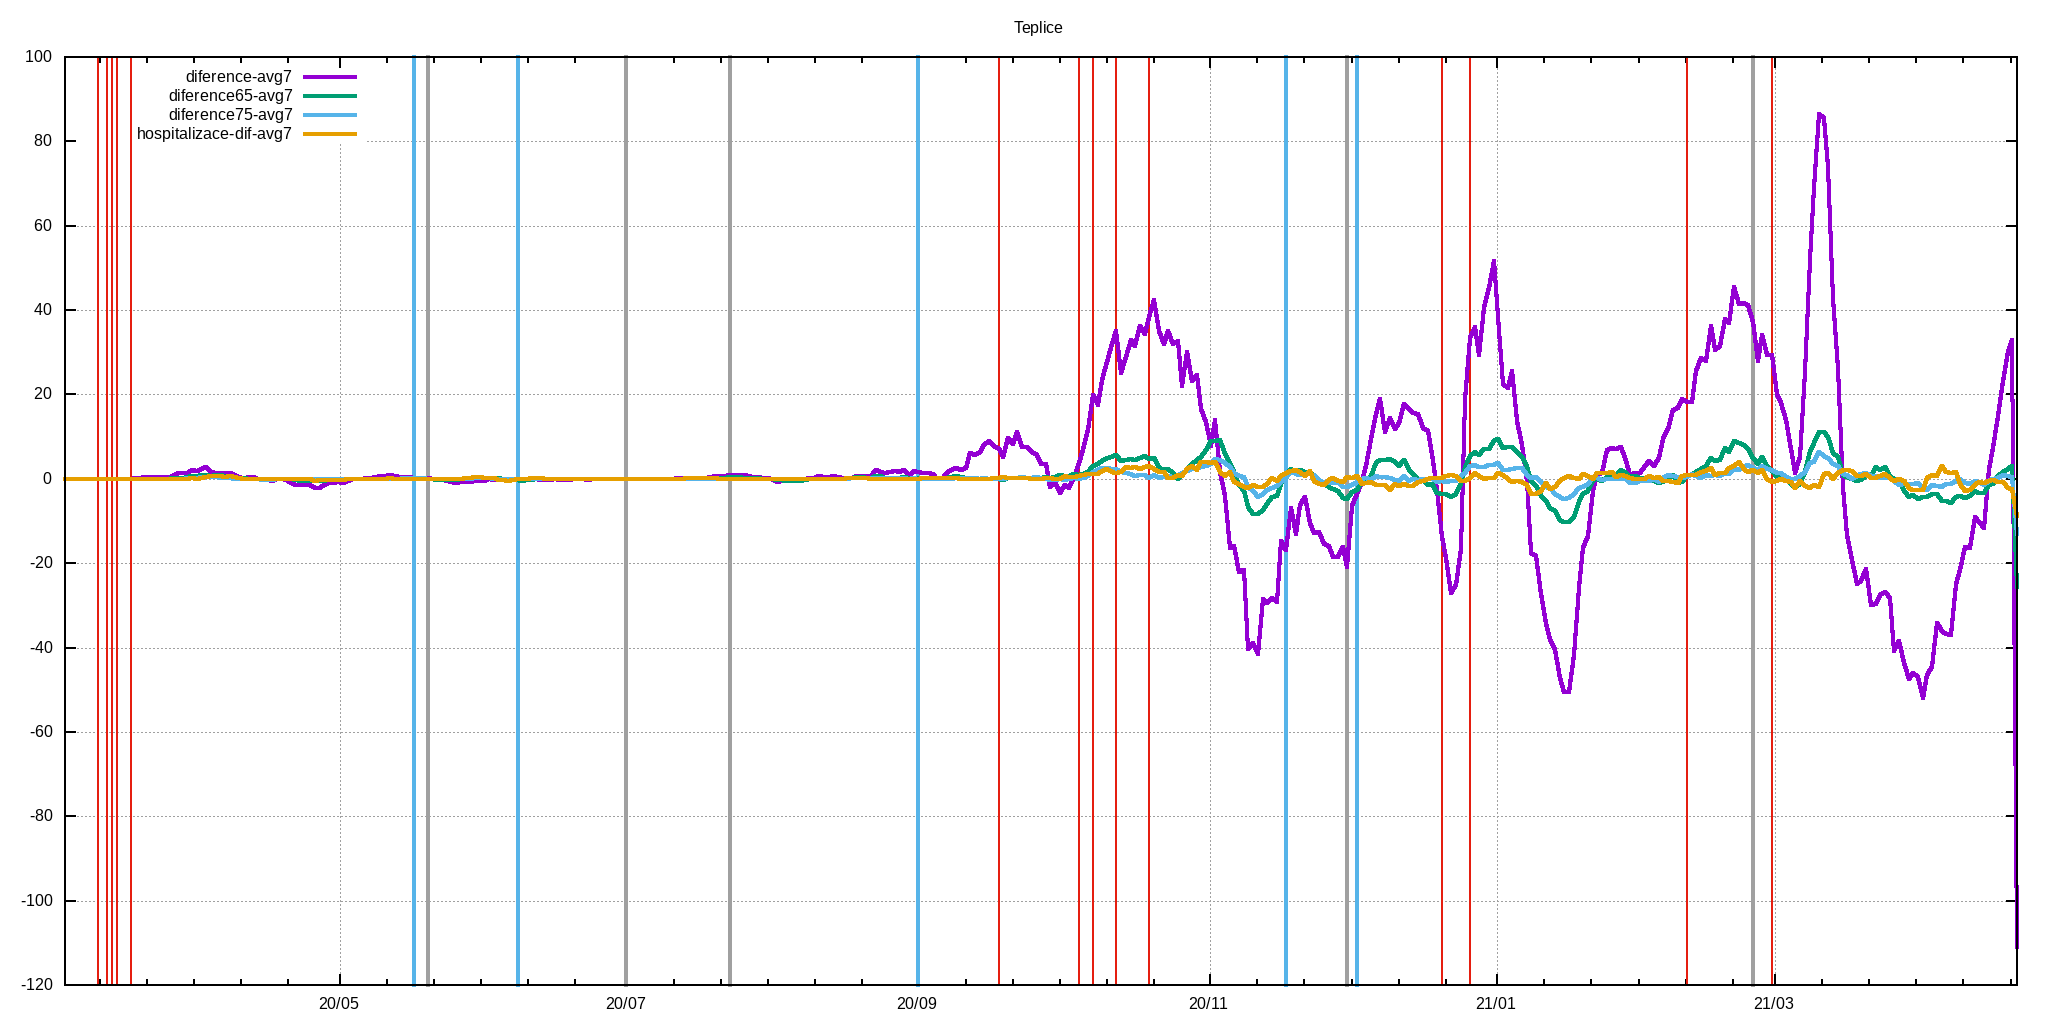 Teplice
100
80
60
40
20
0
-20
-40
-60
-80
-100
-120
diference-avg7
diference65-avg7
diference75-avg7
hospitalizace-dif-avg7
20/05 20/07 20/09 20/11 21/01 21/03